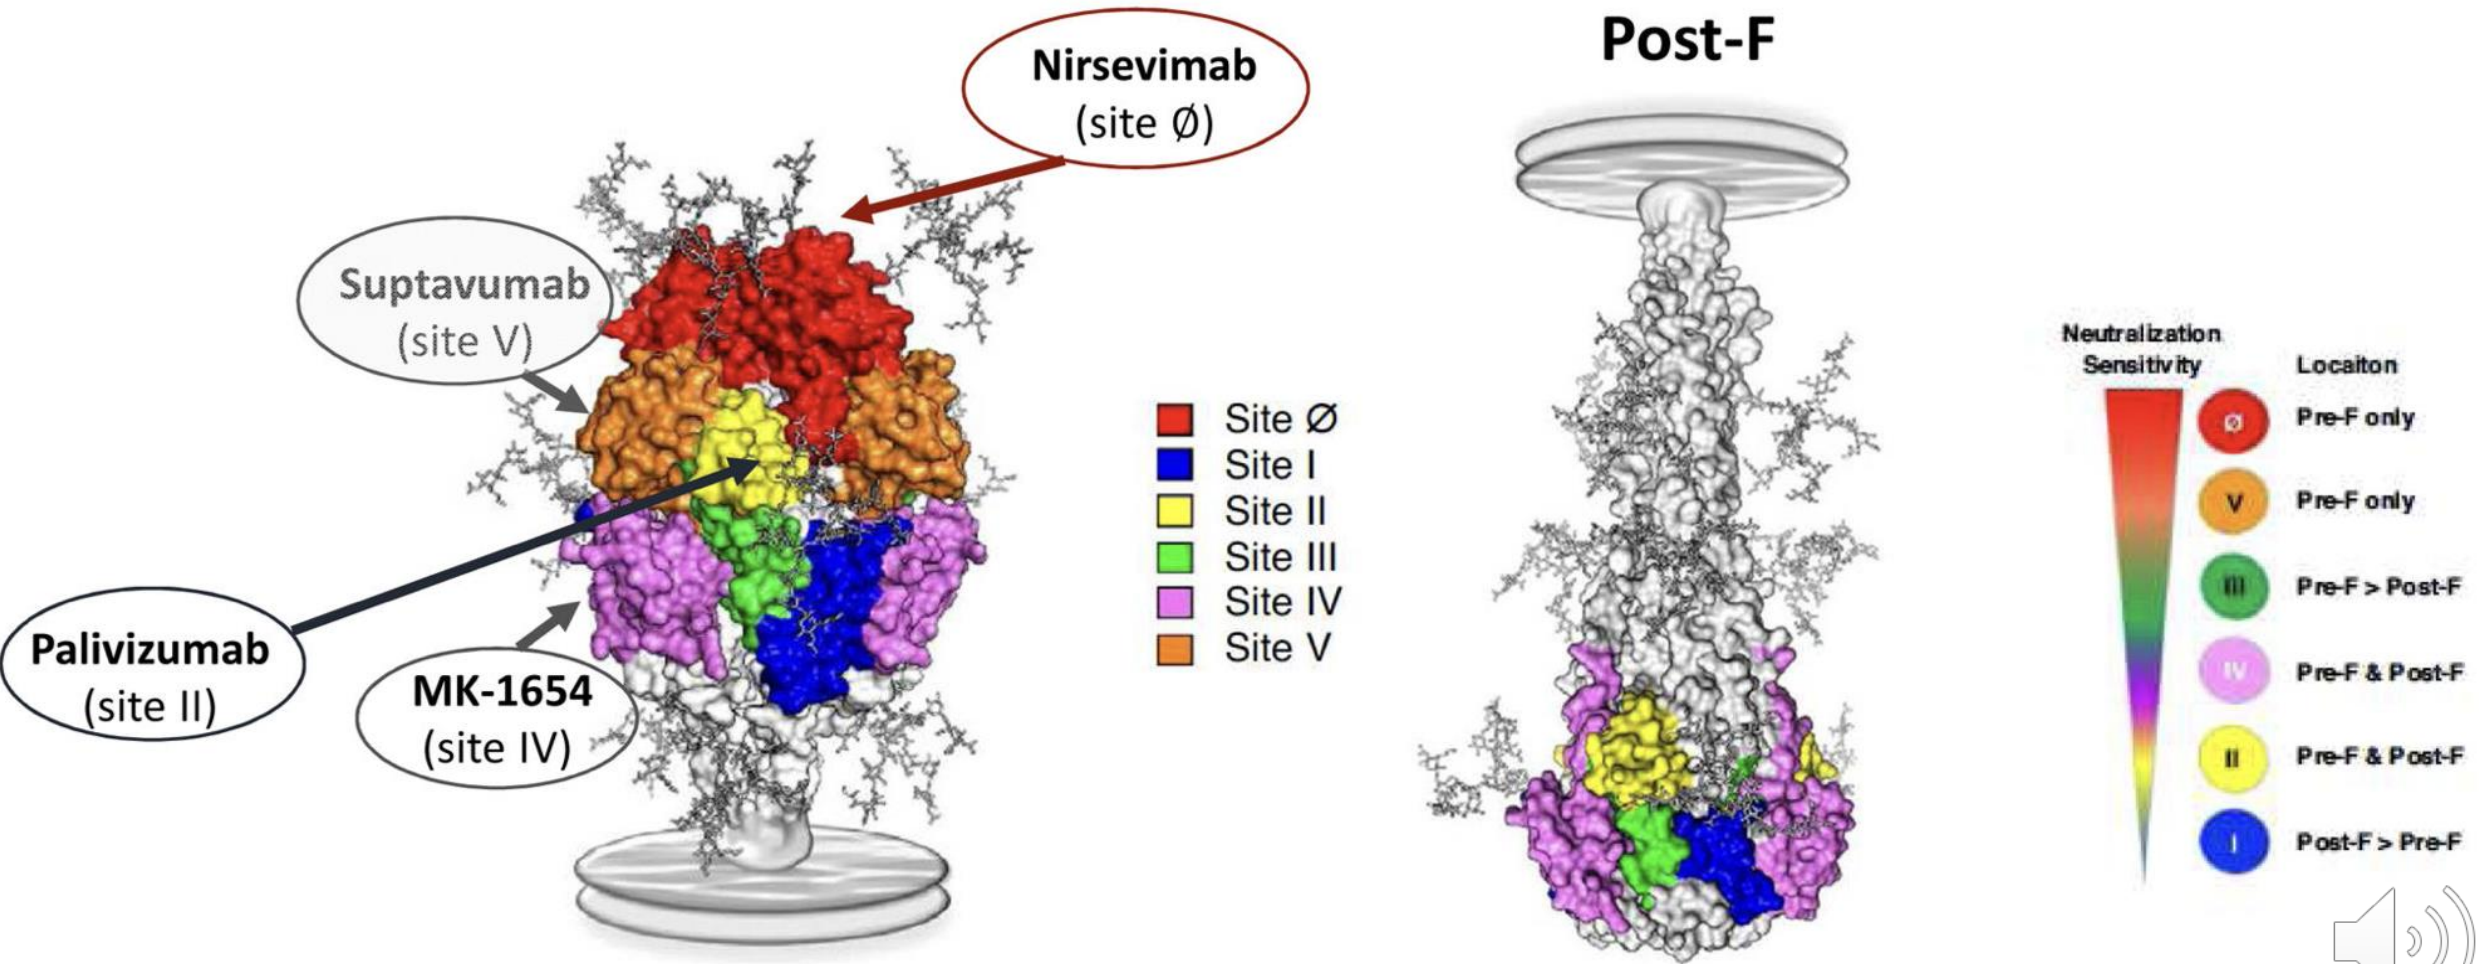 Post-F
Nirsevimab
(site Ø)
Suptavumab
(site V)
Palivizumab
(site II)
MK-1654
(site IV)
Site Ø
Site I
Site II
Site III
Site IV
Site V
Neutralization
Sensitivity
Locaiton
Ø Pre-F only
V Pre-F only
III Pre-F > Post-F
IV Pre-F & Post-F
II Pre-F & Post-F
I Post-F > Pre-F